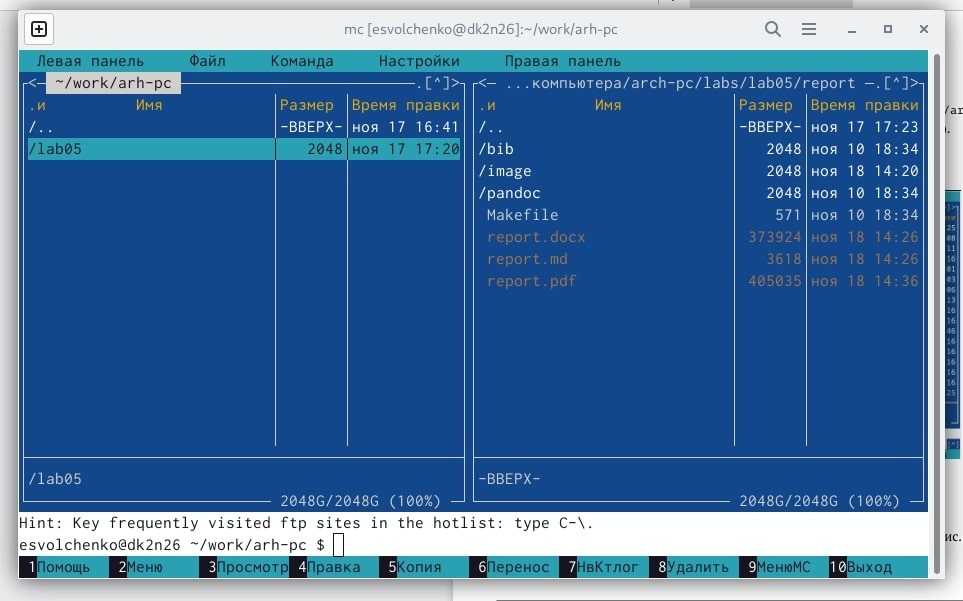 mc [esvolchenko@dk2n26]:~/work/arh-pc
Левая панель Файл Команда Настройки Правая панель
<— ~/work/arh-pc .[^]>
.и Имя Размер Время правки
/.. -ВВЕРХ- ноя 17 16:41
/lab05 2048 ноя 17 17:20
/lab05
2048G/2048G (100%)
<— ...компьютера/arch-pc/labs/lab05/report —.[^]>
.и Имя Размер Время правки
/.. -ВВЕРХ- ноя 17 17:23
/bib 2048 ноя 10 18:34
/image 2048 ноя 18 14:20
/pandoc 2048 ноя 10 18:34
Makefile 571 ноя 10 18:34
report.docx 373924 ноя 18 14:26
report.md 3618 ноя 18 14:26
report.pdf 405035 ноя 18 14:36
-ВВЕРХ-
2048G/2048G (100%)
Hint: Key frequently visited ftp sites in the hotlist: type C-\.
esvolchenko@dk2n26 ~/work/arh-pc $
1Помощь 2Меню 3Просмотр 4Правка 5Копия 6Перенос 7НвКтлог 8Удалить 9МенюМС 10Выход